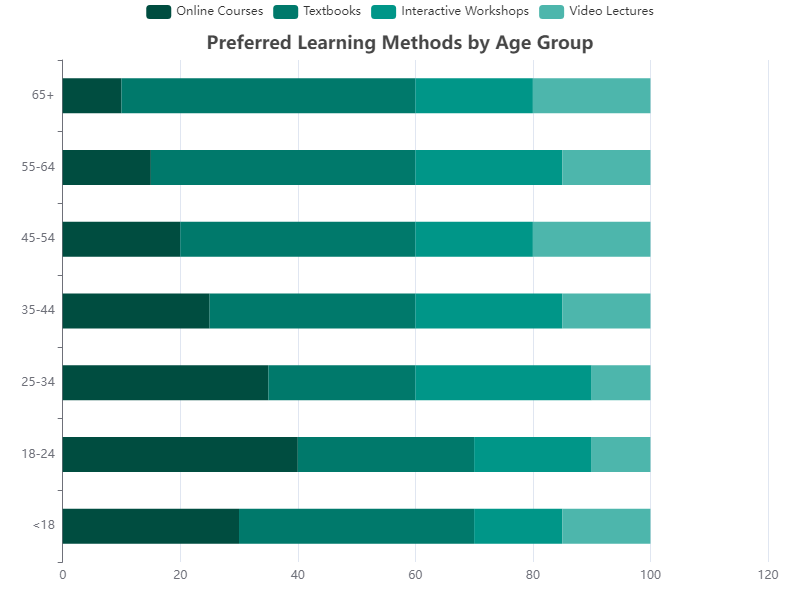 Online Courses Textbooks Interactive Workshops Video Lectures
Preferred Learning Methods by Age Group
65+
55-64
45-54
35-44
25-34
18-24
<18
0 20 40 60 80 100 120